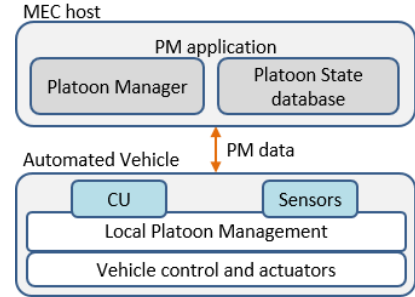 MEC host
PM application
Platoon Manager
Platoon State
database
PM data
Automated Vehicle
CU
Sensors
Local Platoon Management
Vehicle control and actuators